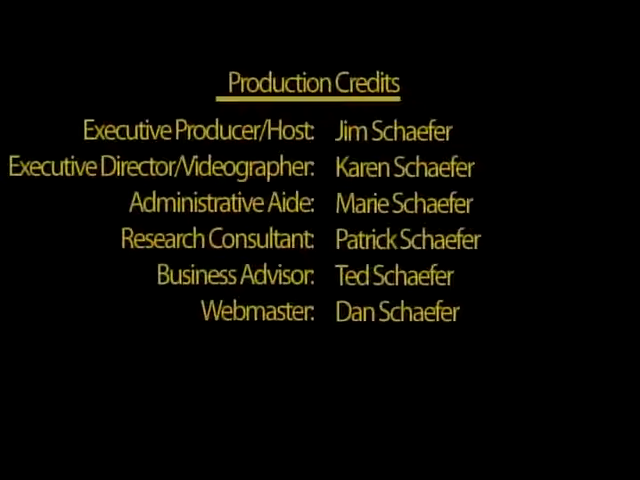 Production Credits
Executive Producer/Host: Jim Schaefer
Executive Director/Videographer: Karen Schaefer
Administrative Aide: Marie Schaefer
Research Consultant: Patrick Schaefer
Business Advisor: Ted Schaefer
Webmaster: Dan Schaefer